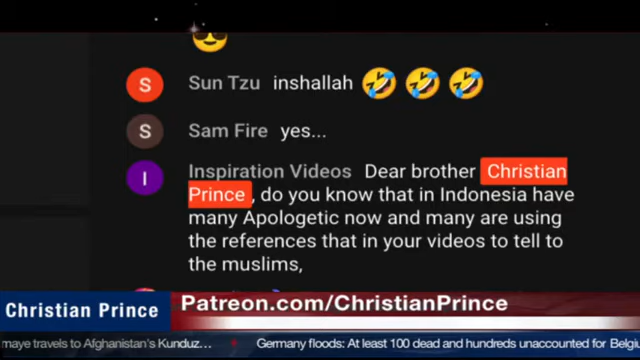 Sun Tzu inshallah
S
Sam Fire yes...
S
Inspiration Videos Dear brother Christian
I
Prince , do you know that in Indonesia have
many Apologetic now and many are using
the references that in your videos to tell to
the muslims,
Christian Prince
Patreon.com/ChristianPrince
maye travels to Afghanistan's Kunduz...
Germany floods: At least 100 dead and hundreds unaccounted for Belgi